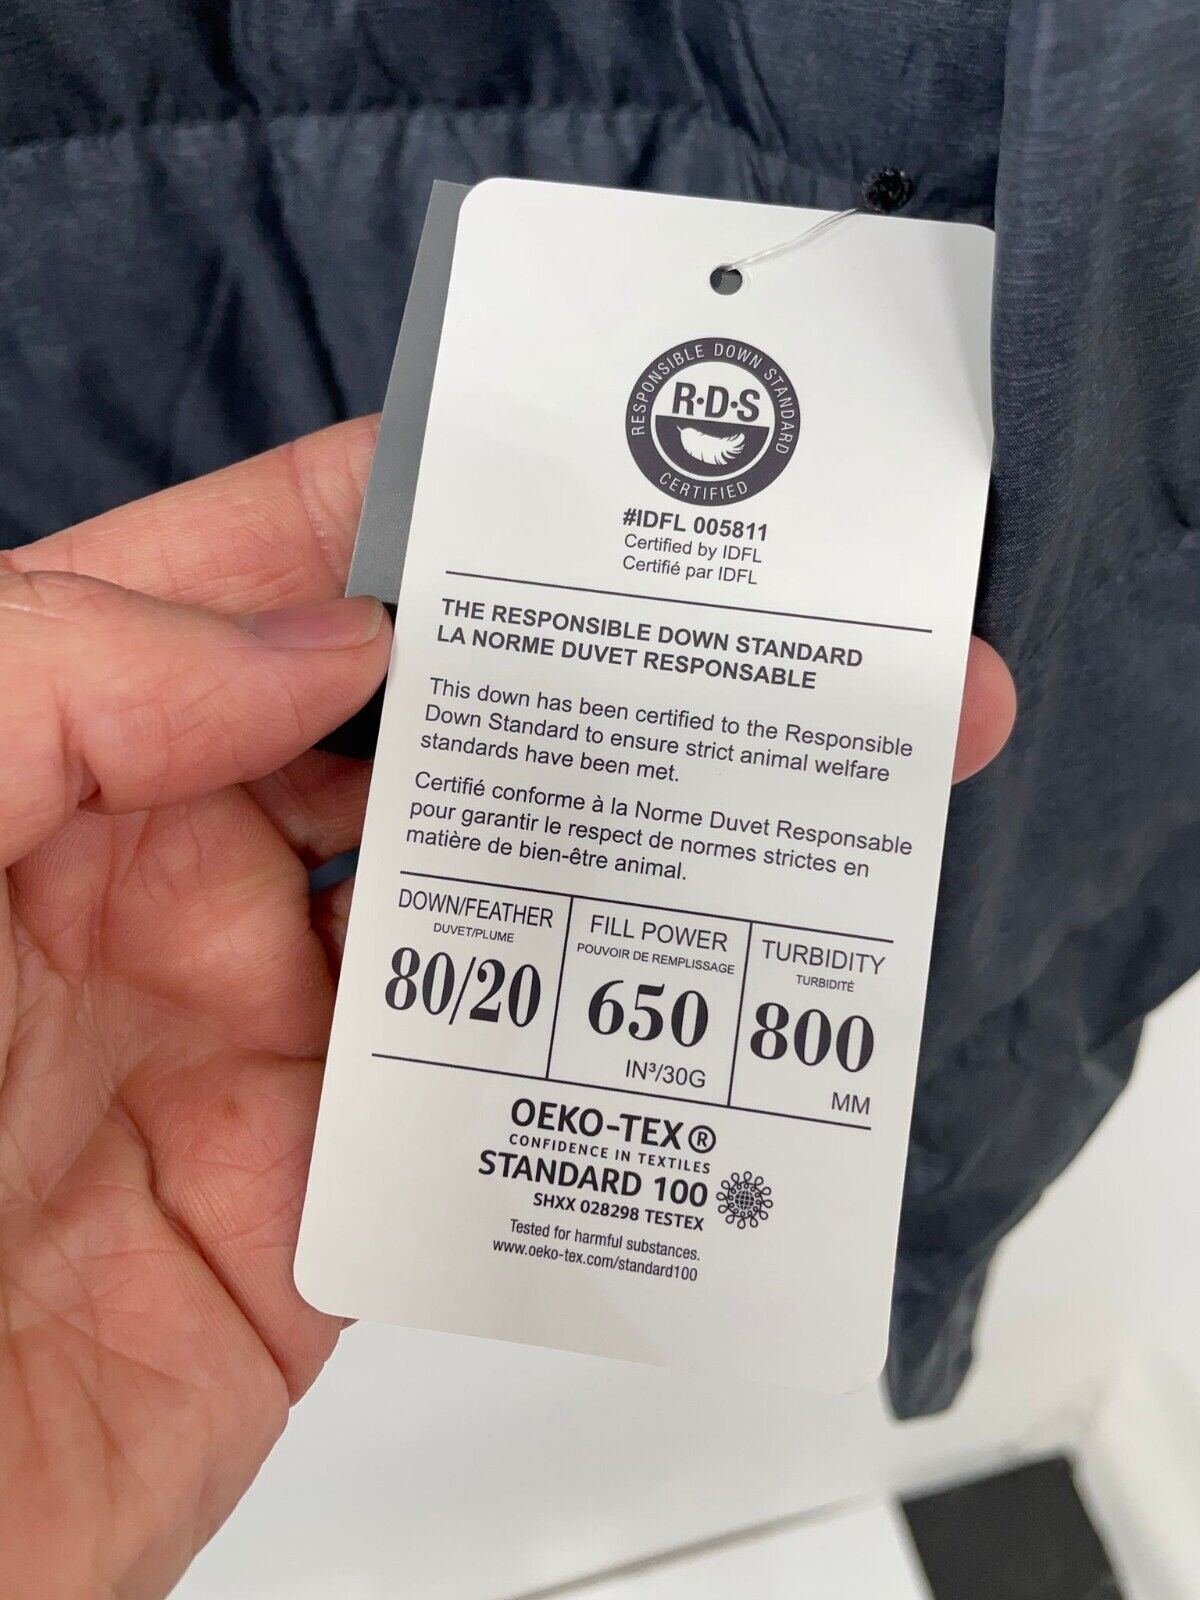 RESPONSIBLE DOWN STANDARD
R·D·S
CERTIFIED
#IDFL 005811
Certified by IDFL
Certifié par IDFL
THE RESPONSIBLE DOWN STANDARD
LA NORME DUVET RESPONSABLE
This down has been certified to the Responsible
Down Standard to ensure strict animal welfare
standards have been met.
Certifié conforme à la Norme Duvet Responsable
pour garantir le respect de normes strictes en
matière de bien-être animal.
DOWN/FEATHER
DUVET/PLUME
80/20
FILL POWER
POUVOIR DE REMPLISSAGE
650
IN³/30G
TURBIDITY
TURBIDITÉ
800
MM
OEKO-TEX®
CONFIDENCE IN TEXTILES
STANDARD 100
SHXX 028298 TESTEX
Tested for harmful substances.
www.oeko-tex.com/standard100